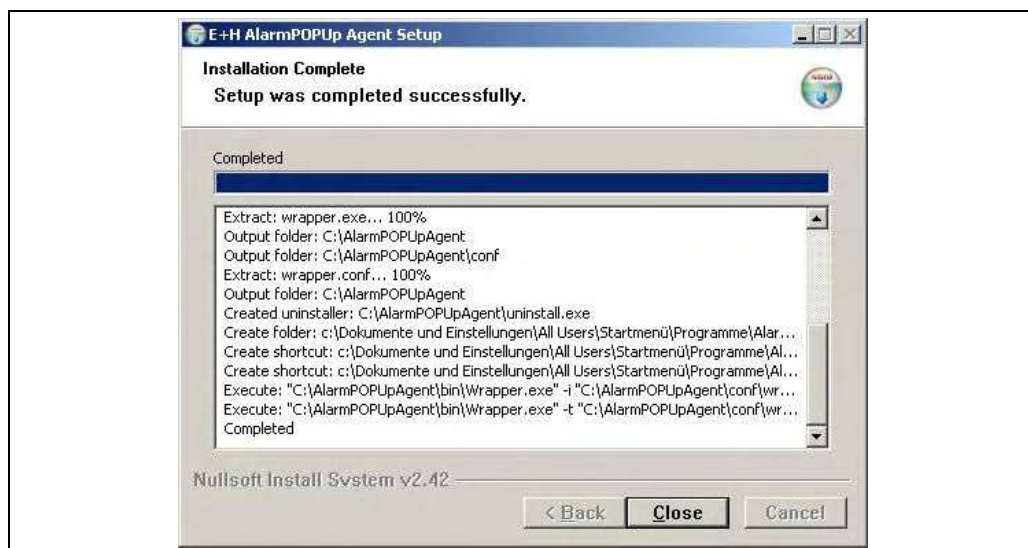 E+H AlarmPOPUp Agent Setup
Installation Complete
Setup was completed successfully.
Completed
Extract: wrapper.exe... 100%
Output folder: C:\AlarmPOPUpAgent
Output folder: C:\AlarmPOPUpAgent\conf
Extract: wrapper.conf... 100%
Output folder: C:\AlarmPOPUpAgent
Created uninstaller: C:\AlarmPOPUpAgent\uninstall.exe
Create folder: c:\Dokumente und Einstellungen\All Users\Startmenü\Programme\Alar...
Create shortcut: c:\Dokumente und Einstellungen\All Users\Startmenü\Programme\Al...
Create shortcut: c:\Dokumente und Einstellungen\All Users\Startmenü\Programme\Al...
Execute: "C:\AlarmPOPUpAgent\bin\Wrapper.exe" -i "C:\AlarmPOPUpAgent\conf\wr...
Execute: "C:\AlarmPOPUpAgent\bin\Wrapper.exe" -t "C:\AlarmPOPUpAgent\conf\wr...
Completed
Nullsoft Install System v2.42
< Back Close Cancel